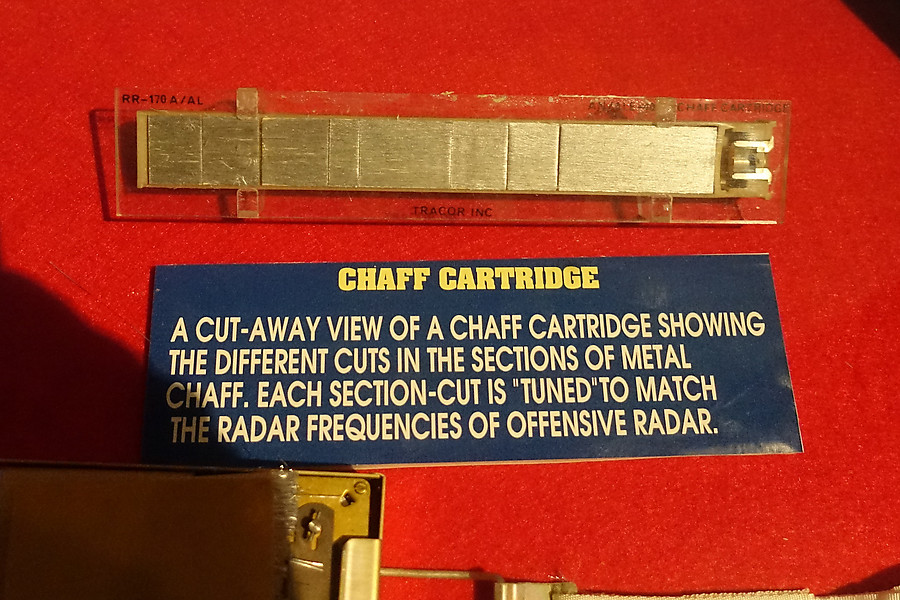 RR-170 A/AL
CHAFF CARTRIDGE
TRACOR INC
CHAFF CARTRIDGE
A CUT-AWAY VIEW OF A CHAFF CARTRIDGE SHOWING
THE DIFFERENT CUTS IN THE SECTIONS OF METAL
CHAFF. EACH SECTION-CUT IS "TUNED"TO MATCH
THE RADAR FREQUENCIES OF OFFENSIVE RADAR.